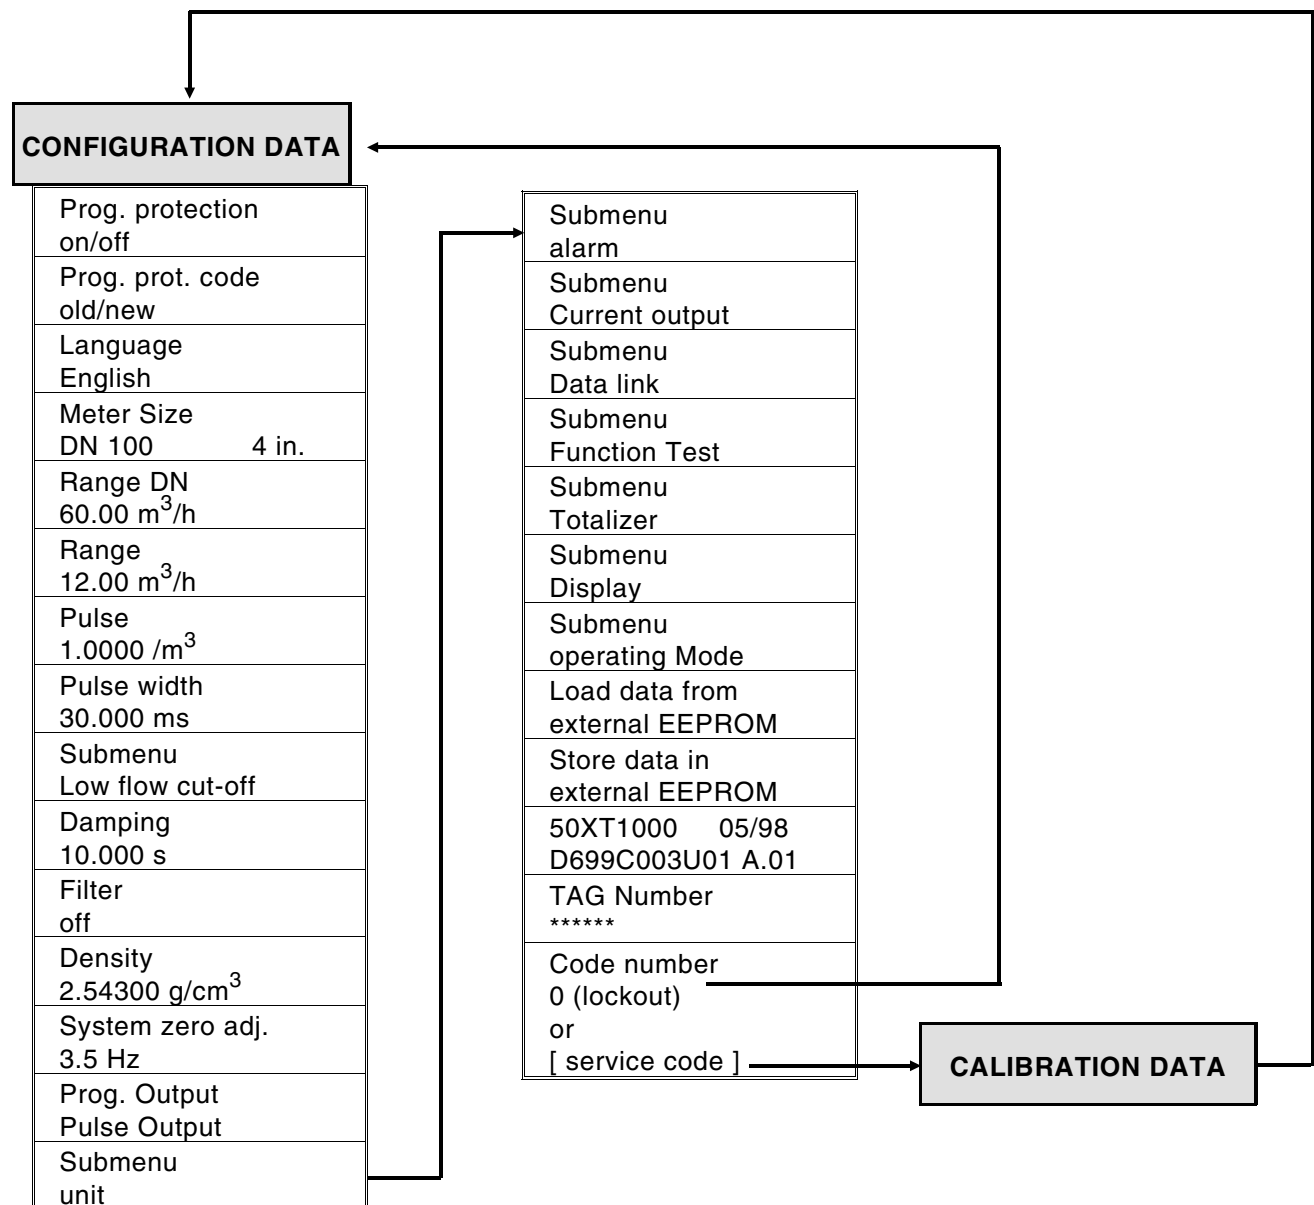 CONFIGURATION DATA
Prog. protection
on/off
Prog. prot. code
old/new
Language
English
Meter Size
DN 100 4 in.
Range DN
60.00 m³/h
Range
12.00 m³/h
Pulse
1.0000 /m³
Pulse width
30.000 ms
Submenu
Low flow cut-off
Damping
10.000 s
Filter
off
Density
2.54300 g/cm³
System zero adj.
3.5 Hz
Prog. Output
Pulse Output
Submenu
unit
Submenu
alarm
Submenu
Current output
Submenu
Data link
Submenu
Function Test
Submenu
Totalizer
Submenu
Display
Submenu
operating Mode
Load data from
external EEPROM
Store data in
external EEPROM
50XT1000 05/98
D699C003U01 A.01
TAG Number
******
Code number
0 (lockout)
or
[ service code ]
CALIBRATION DATA